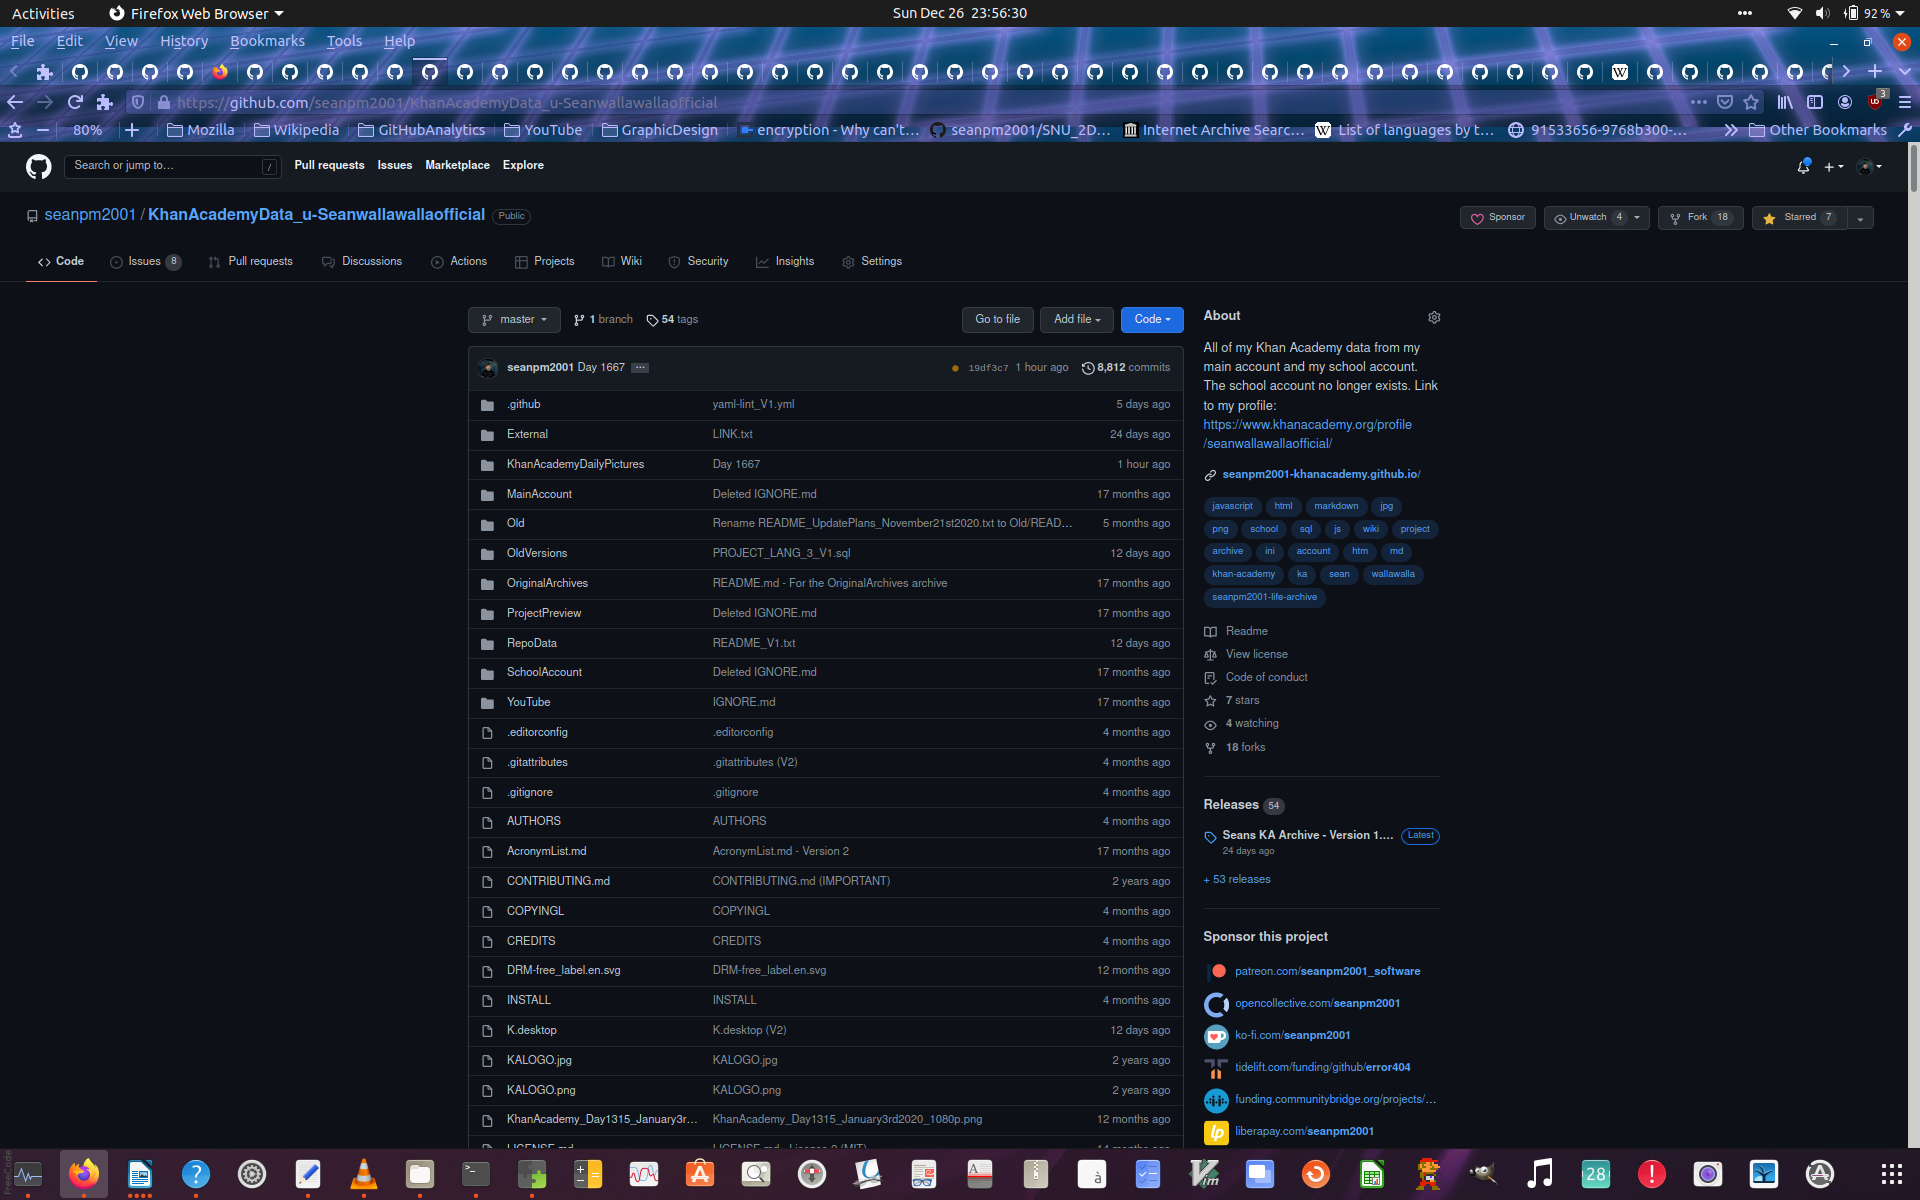 Activities
Firefox Web Browser
Sun Dec 26 23:56:30
92 %
File Edit View History Bookmarks Tools Help
https://github.com/seanpm2001/KhanAcademyData_u-Seanwallawallaofficial
3
80%
Mozilla
Wikipedia
GitHubAnalytics
YouTube
GraphicDesign
encryption - Why can't…
seanpm2001/SNU_2D…
Internet Archive Searc…
List of languages by t…
91533656-9768b300-…
Other Bookmarks
Search or jump to… /
Pull requests Issues Marketplace Explore
seanpm2001 / KhanAcademyData_u-Seanwallawallaofficial Public
Sponsor
Unwatch 4
Fork 18
Starred 7
Code
Issues 8
Pull requests
Discussions
Actions
Projects
Wiki
Security
Insights
Settings
master
1 branch
54 tags
Go to file
Add file
Code
seanpm2001 Day 1667 ... 19df3c7 1 hour ago 8,812 commits
.github yaml-lint_V1.yml 5 days ago
External LINK.txt 24 days ago
KhanAcademyDailyPictures Day 1667 1 hour ago
MainAccount Deleted IGNORE.md 17 months ago
Old Rename README_UpdatePlans_November21st2020.txt to Old/READ… 5 months ago
OldVersions PROJECT_LANG_3_V1.sql 12 days ago
OriginalArchives README.md - For the OriginalArchives archive 17 months ago
ProjectPreview Deleted IGNORE.md 17 months ago
RepoData README_V1.txt 12 days ago
SchoolAccount Deleted IGNORE.md 17 months ago
YouTube IGNORE.md 17 months ago
.editorconfig .editorconfig 4 months ago
.gitattributes .gitattributes (V2) 4 months ago
.gitignore .gitignore 4 months ago
AUTHORS AUTHORS 4 months ago
AcronymList.md AcronymList.md - Version 2 17 months ago
CONTRIBUTING.md CONTRIBUTING.md (IMPORTANT) 2 years ago
COPYINGL COPYINGL 4 months ago
CREDITS CREDITS 4 months ago
DRM-free_label.en.svg DRM-free_label.en.svg 12 months ago
INSTALL INSTALL 4 months ago
K.desktop K.desktop (V2) 12 days ago
KALOGO.jpg KALOGO.jpg 2 years ago
KALOGO.png KALOGO.png 2 years ago
KhanAcademy_Day1315_January3r… KhanAcademy_Day1315_January3rd2020_1080p.png 12 months ago
About
All of my Khan Academy data from my
main account and my school account.
The school account no longer exists. Link
to my profile:
https://www.khanacademy.org/profile
/seanwallawallaofficial/
seanpm2001-khanacademy.github.io/
javascript html markdown jpg
png school sql js wiki project
archive ini account htm md
khan-academy ka sean wallawalla
seanpm2001-life-archive
Readme
View license
Code of conduct
7 stars
4 watching
18 forks
Releases 54
Seans KA Archive - Version 1.… Latest
24 days ago
+ 53 releases
Sponsor this project
patreon.com/seanpm2001_software
opencollective.com/seanpm2001
ko-fi.com/seanpm2001
tidelift.com/funding/github/error404
funding.communitybridge.org/projects/…
liberapay.com/seanpm2001
28